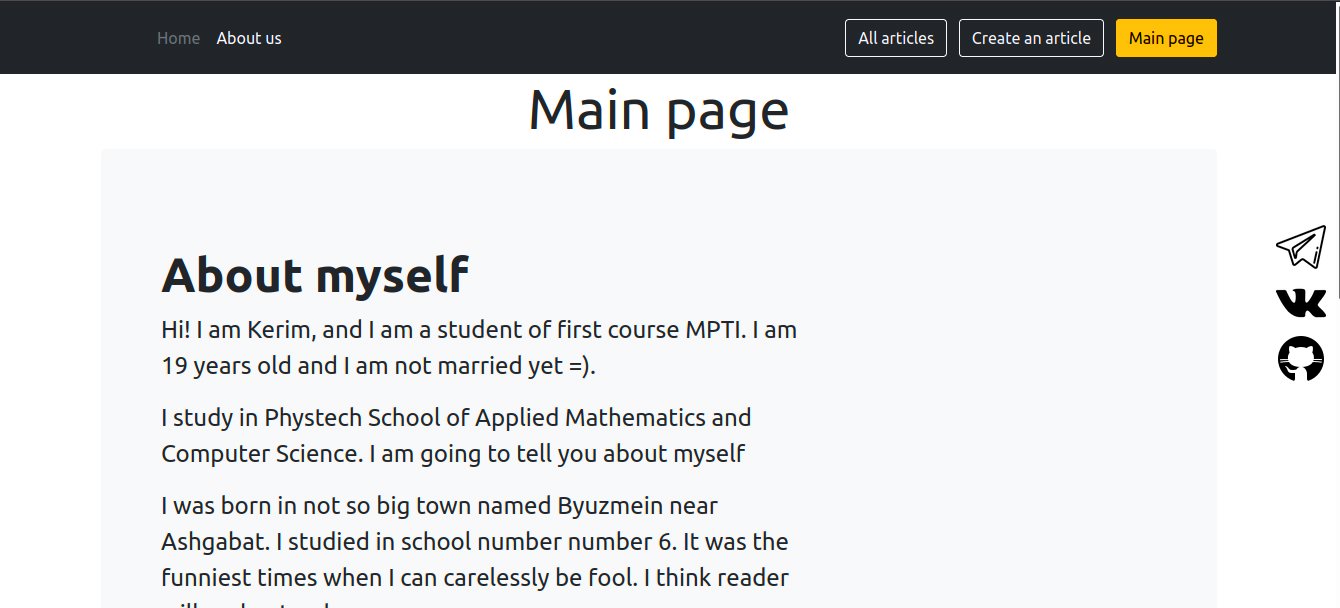 Home About us All articles Create an article Main page
Main page
About myself
Hi! I am Kerim, and I am a student of first course MPTI. I am
19 years old and I am not married yet =).
I study in Phystech School of Applied Mathematics and
Computer Science. I am going to tell you about myself
I was born in not so big town named Byuzmein near
Ashgabat. I studied in school number number 6. It was the
funniest times when I can carelessly be fool. I think reader